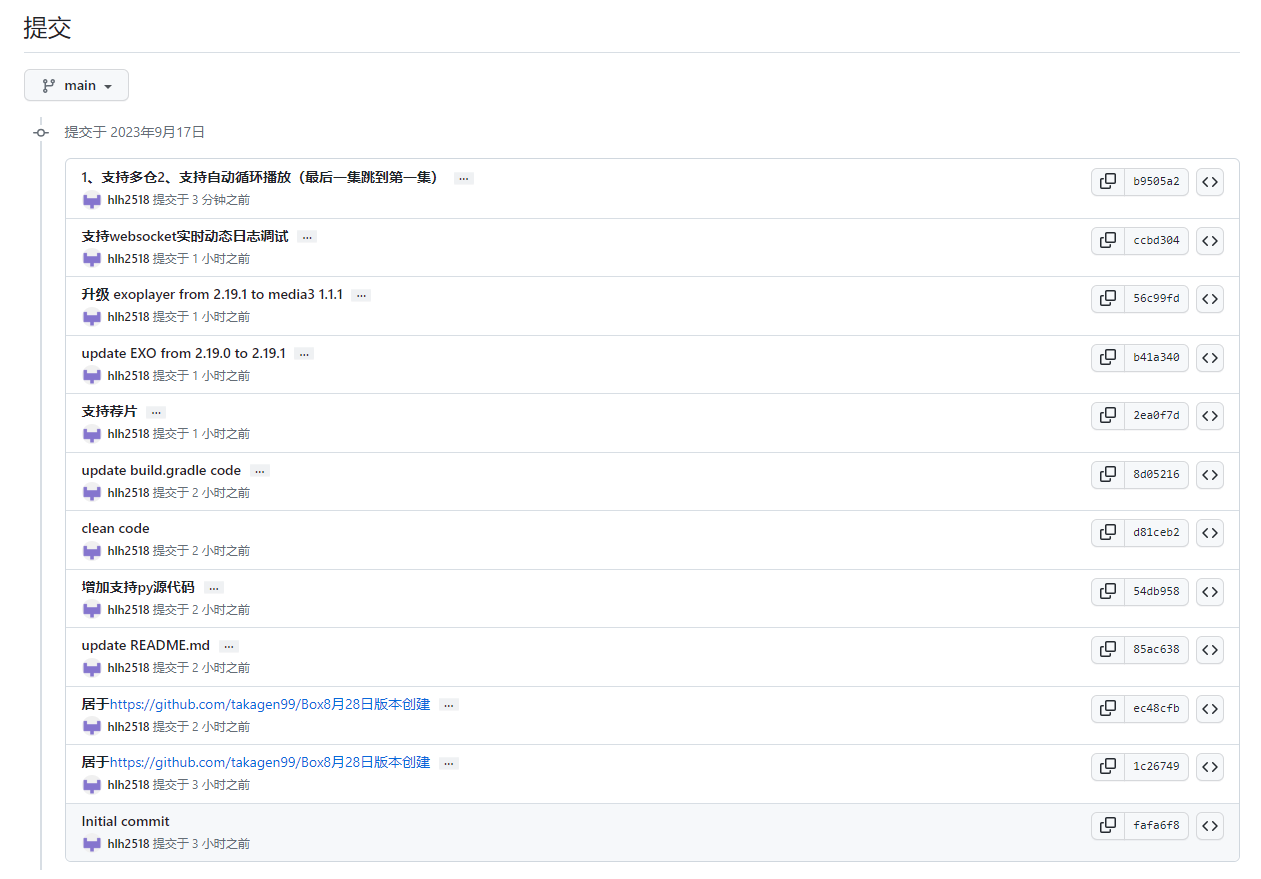 提交
main
提交于 2023年9月17日
1、支持多仓2、支持自动循环播放（最后一集跳到第一集） …
b9505a2
hlh2518 提交于 3 分钟之前
支持websocket实时动态日志调试 …
ccbd304
hlh2518 提交于 1 小时之前
升级 exoplayer from 2.19.1 to media3 1.1.1 …
56c99fd
hlh2518 提交于 1 小时之前
update EXO from 2.19.0 to 2.19.1 …
b41a340
hlh2518 提交于 1 小时之前
支持荐片 …
2ea0f7d
hlh2518 提交于 1 小时之前
update build.gradle code …
8d05216
hlh2518 提交于 2 小时之前
clean code
d81ceb2
hlh2518 提交于 2 小时之前
增加支持py源代码 …
54db958
hlh2518 提交于 2 小时之前
update README.md …
85ac638
hlh2518 提交于 2 小时之前
居于https://github.com/takagen99/Box8月28日版本创建 …
ec48cfb
hlh2518 提交于 2 小时之前
居于https://github.com/takagen99/Box8月28日版本创建 …
1c26749
hlh2518 提交于 3 小时之前
Initial commit
fafa6f8
hlh2518 提交于 3 小时之前